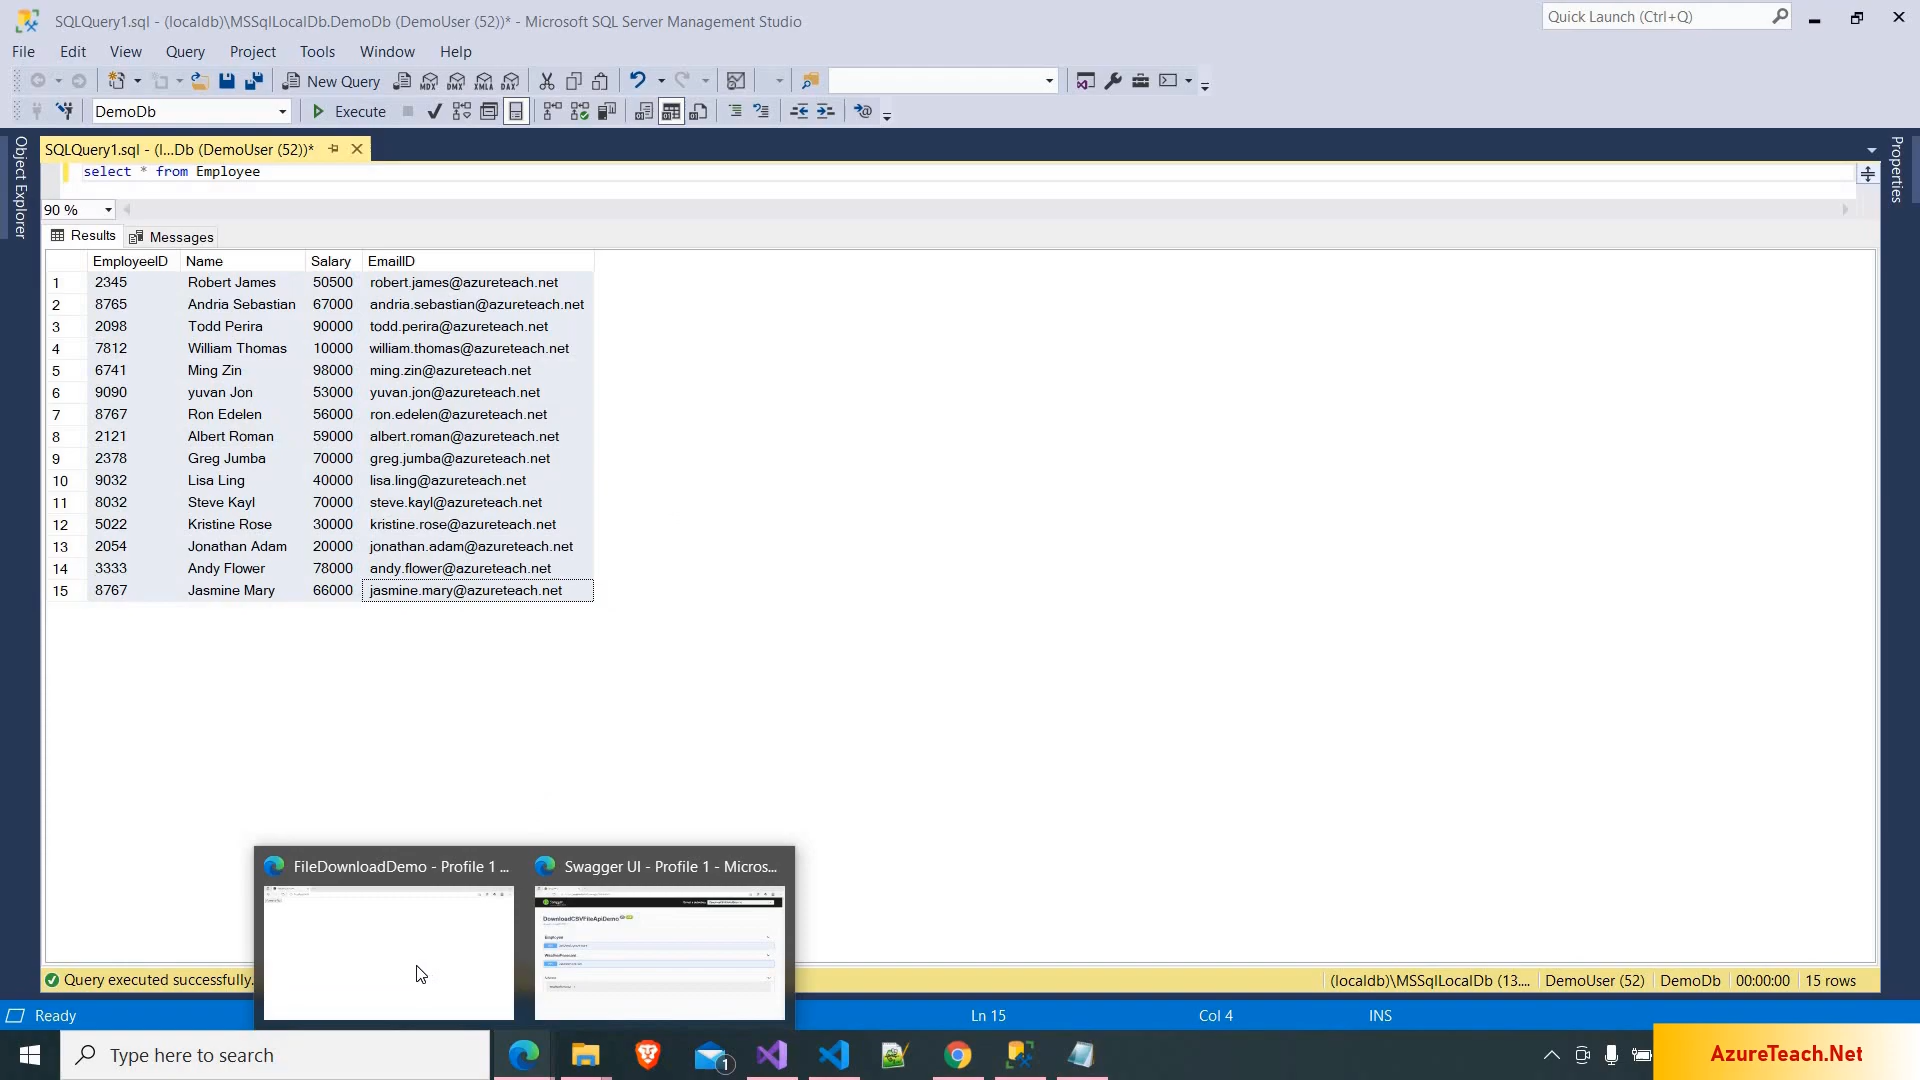 SQLQuery1.sql - (localdb)\MSSqlLocalDb.DemoDb (DemoUser (52))* - Microsoft SQL Server Management Studio
Quick Launch (Ctrl+Q)
File Edit View Query Project Tools Window Help
New Query MDX DMX XMLA DAX
DemoDb Execute
Object Explorer
SQLQuery1.sql - (l...Db (DemoUser (52))*
Properties
select * from Employee
90 %
Results Messages
EmployeeID Name Salary EmailID
1 2345 Robert James 50500 robert.james@azureteach.net
2 8765 Andria Sebastian 67000 andria.sebastian@azureteach.net
3 2098 Todd Perira 90000 todd.perira@azureteach.net
4 7812 William Thomas 10000 william.thomas@azureteach.net
5 6741 Ming Zin 98000 ming.zin@azureteach.net
6 9090 yuvan Jon 53000 yuvan.jon@azureteach.net
7 8767 Ron Edelen 56000 ron.edelen@azureteach.net
8 2121 Albert Roman 59000 albert.roman@azureteach.net
9 2378 Greg Jumba 70000 greg.jumba@azureteach.net
10 9032 Lisa Ling 40000 lisa.ling@azureteach.net
11 8032 Steve Kayl 70000 steve.kayl@azureteach.net
12 5022 Kristine Rose 30000 kristine.rose@azureteach.net
13 2054 Jonathan Adam 20000 jonathan.adam@azureteach.net
14 3333 Andy Flower 78000 andy.flower@azureteach.net
15 8767 Jasmine Mary 66000 jasmine.mary@azureteach.net
FileDownloadDemo - Profile 1 ... Swagger UI - Profile 1 - Micros...
DownloadCSVFileApiDemo
Employee
WeatherForecast
Query executed successfully. (localdb)\MSSqlLocalDb (13.... DemoUser (52) DemoDb 00:00:00 15 rows
Ready Ln 15 Col 4 INS
Type here to search 1 AzureTeach.Net